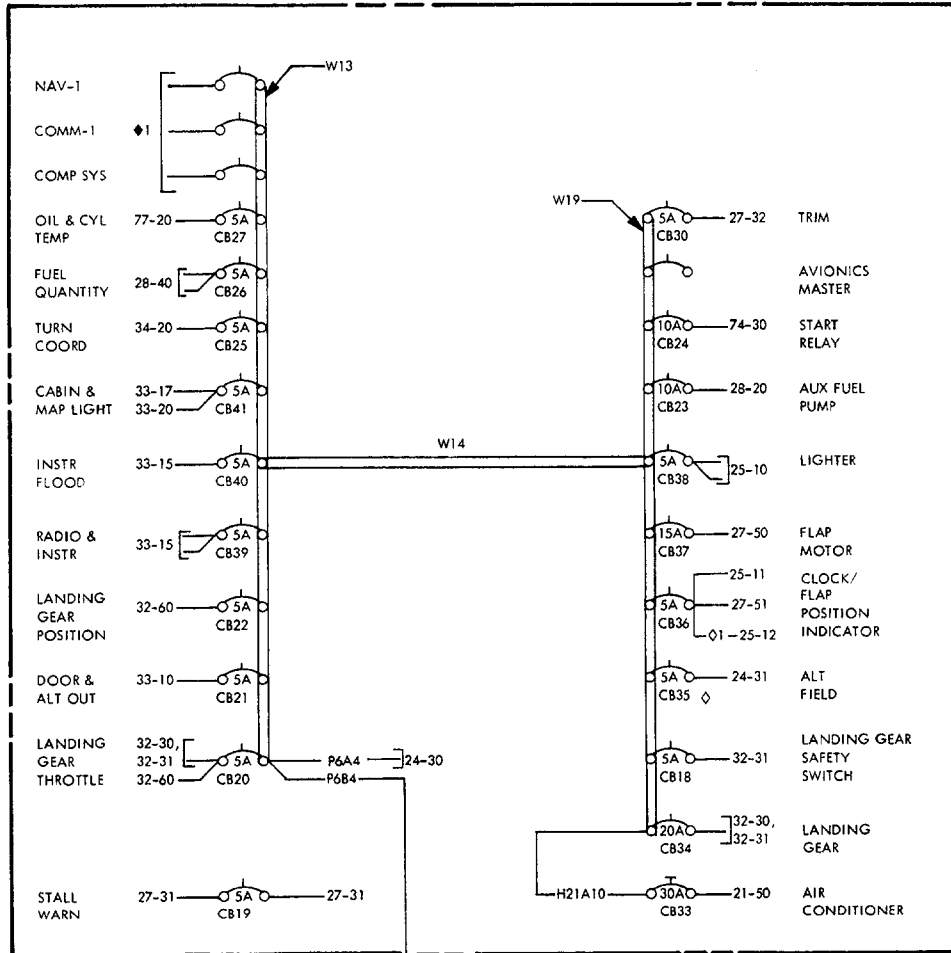 W13
NAV-1
COMM-1 ♦1
COMP SYS
OIL & CYL 77-20 5A
TEMP CB27
FUEL 28-40 5A
QUANTITY CB26
TURN 34-20 5A
COORD CB25
CABIN & 33-17 5A
MAP LIGHT 33-20 CB41
INSTR 33-15 5A
FLOOD CB40
RADIO & 33-15 5A
INSTR CB39
LANDING 32-60 5A
GEAR CB22
POSITION
DOOR & 33-10 5A
ALT OUT CB21
LANDING 32-30,
GEAR 32-31 5A P6A4 24-30
THROTTLE 32-60 CB20 P6B4
STALL 27-31 5A 27-31
WARN CB19
W14
W19
5A 27-32 TRIM
CB30
AVIONICS
MASTER
10A 74-30 START
CB24 RELAY
10A 28-20 AUX FUEL
CB23 PUMP
5A 25-10 LIGHTER
CB38
15A 27-50 FLAP
CB37 MOTOR
25-11 CLOCK/
FLAP
5A 27-51 POSITION
CB36 ◊1-25-12 INDICATOR
5A 24-31 ALT
CB35 ◊ FIELD
LANDING GEAR
5A 32-31 SAFETY
CB18 SWITCH
20A 32-30, LANDING
CB34 32-31 GEAR
H21A10 30A 21-50 AIR
CB33 CONDITIONER